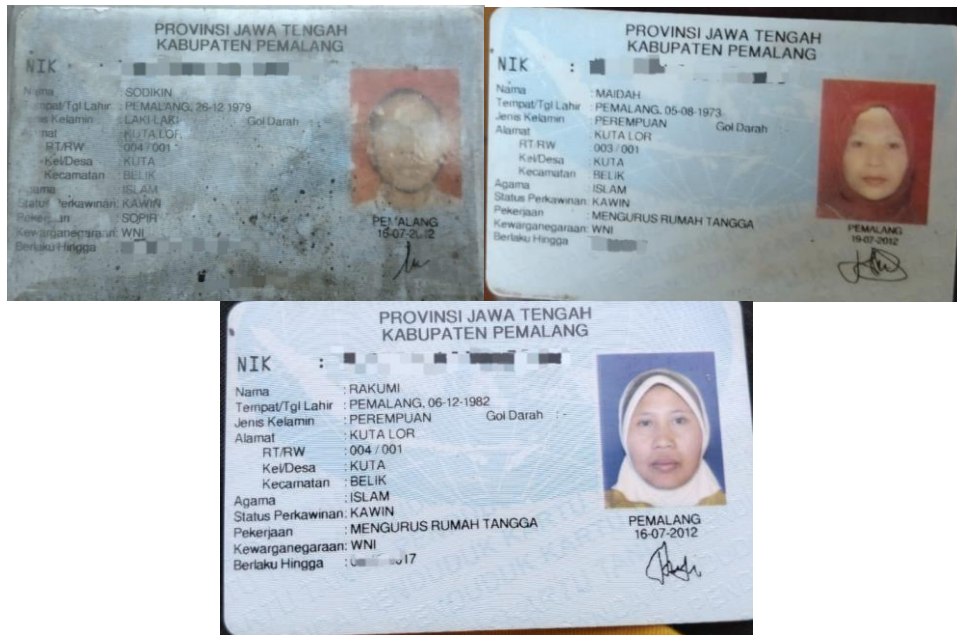 PROVINSI JAWA TENGAH
KABUPATEN PEMALANG
NIK :
Nama : SODIKIN
Tempat/Tgl Lahir : PEMALANG, 26-12-1979
Jenis Kelamin : LAKI-LAKI Gol Darah :
Alamat : KUTA LOR
RT/RW : 004 / 001
Kel/Desa : KUTA
Kecamatan : BELIK
Agama : ISLAM
Status Perkawinan: KAWIN
Pekerjaan : SOPIR
Kewarganegaraan: WNI
Berlaku Hingga :
PEMALANG
16-07-2012
PROVINSI JAWA TENGAH
KABUPATEN PEMALANG
NIK :
Nama : MAIDAH
Tempat/Tgl Lahir : PEMALANG, 05-08-1973
Jenis Kelamin : PEREMPUAN Gol Darah :
Alamat : KUTA LOR
RT/RW : 003 / 001
Kel/Desa : KUTA
Kecamatan : BELIK
Agama : ISLAM
Status Perkawinan: KAWIN
Pekerjaan : MENGURUS RUMAH TANGGA
Kewarganegaraan: WNI
Berlaku Hingga
PEMALANG
19-07-2012
PROVINSI JAWA TENGAH
KABUPATEN PEMALANG
NIK :
Nama : RAKUMI
Tempat/Tgl Lahir : PEMALANG, 06-12-1982
Jenis Kelamin : PEREMPUAN Gol Darah : -
Alamat : KUTA LOR
RT/RW : 004 / 001
Kel/Desa : KUTA
Kecamatan : BELIK
Agama : ISLAM
Status Perkawinan: KAWIN
Pekerjaan : MENGURUS RUMAH TANGGA
Kewarganegaraan: WNI
Berlaku Hingga :
PEMALANG
16-07-2012